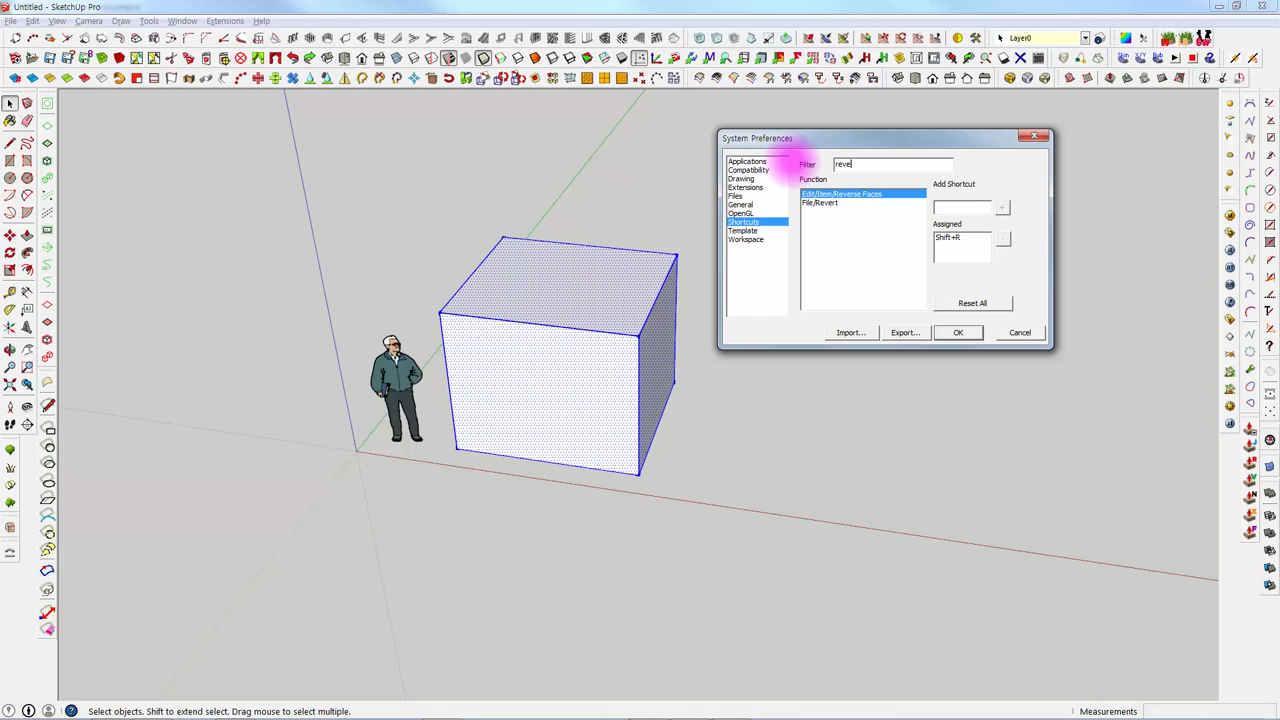 Untitled - SketchUp Pro
File Edit View Camera Draw Tools Window Extensions Help
Layer0
System Preferences
Applications
Compatibility
Drawing
Extensions
Files
General
OpenGL
Shortcuts
Template
Workspace
Filter reve
Function
Edit/Item/Reverse Faces
File/Revert
Add Shortcut
+
Assigned
Shift+R
-
Reset All
Import... Export... OK Cancel
Select objects. Shift to extend select. Drag mouse to select multiple.
Measurements